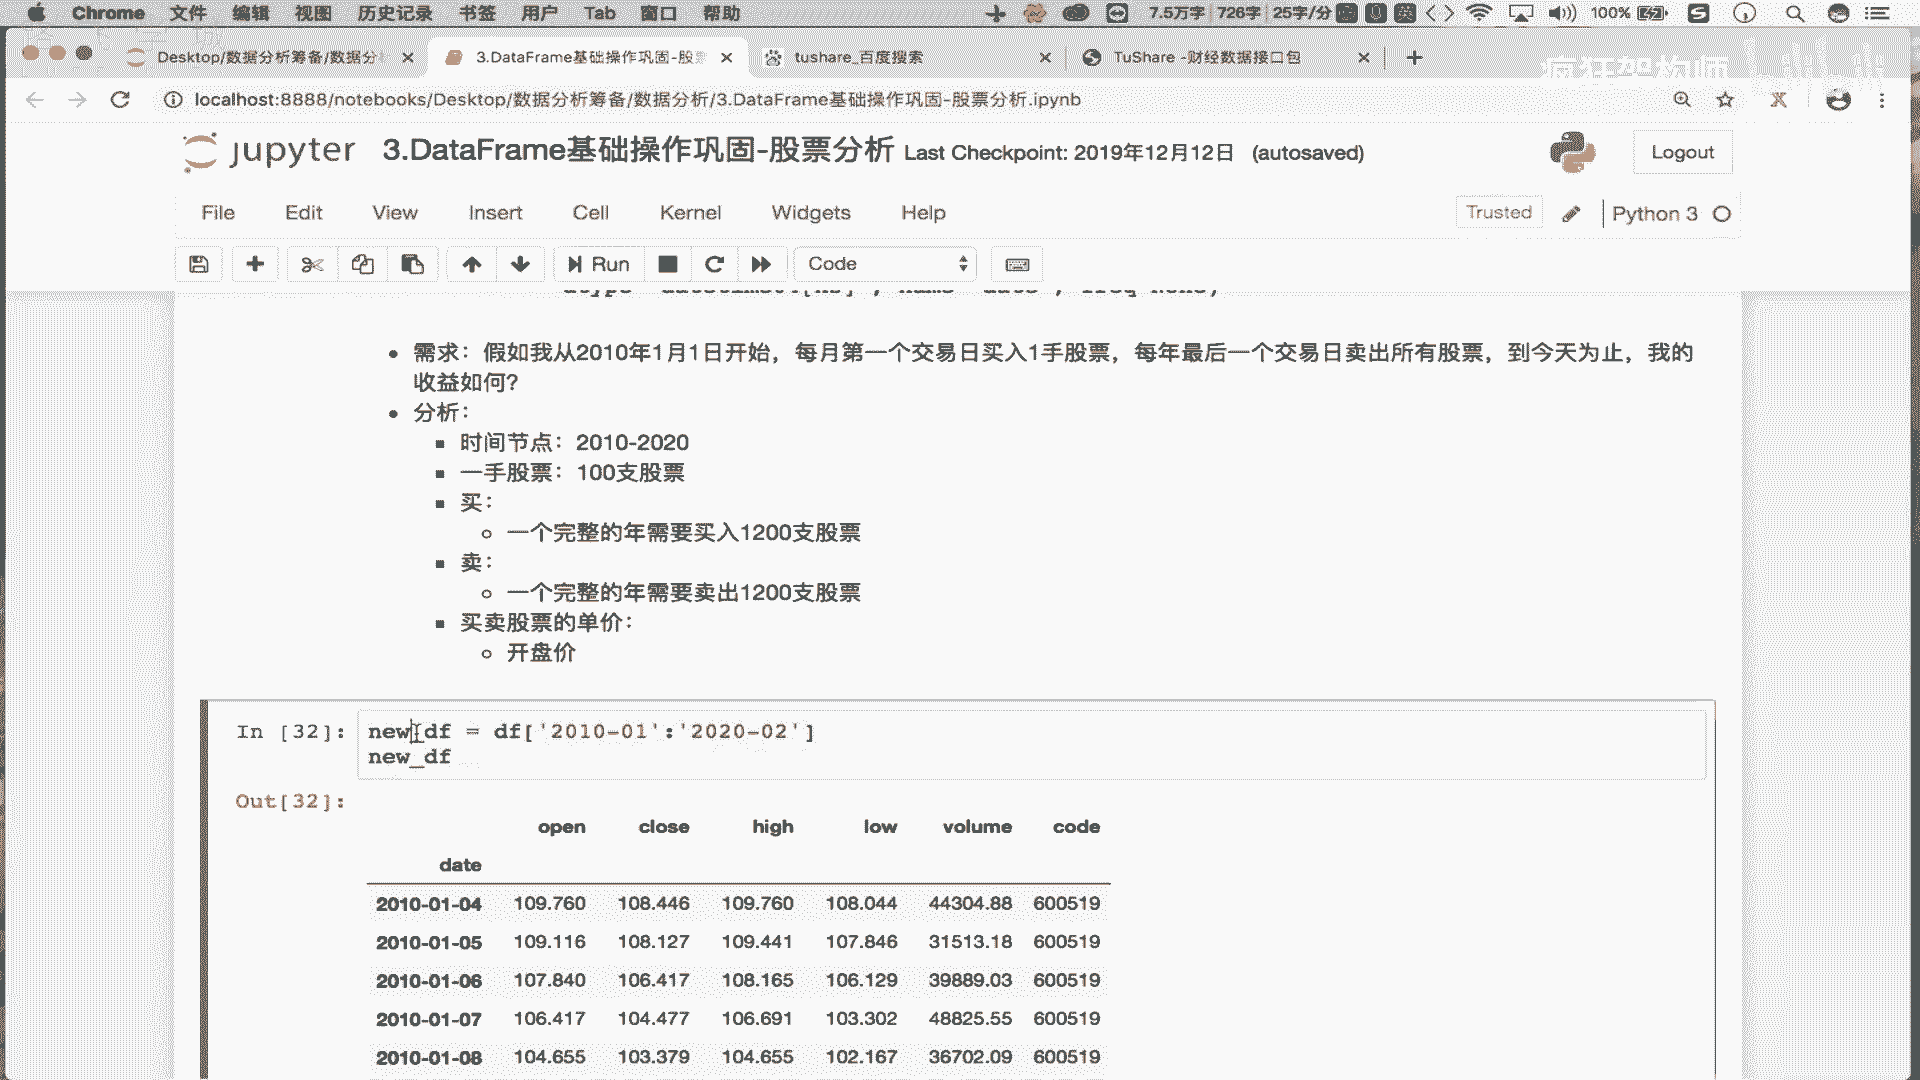 Chrome 文件 编辑 视图 历史记录 书签 用户 Tab 窗口 帮助 7.5万字 726字 25字/分 英 100% S
Desktop/数据分析筹备/数据分析 3.DataFrame基础操作巩固-股票 tushare_百度搜索 TuShare -财经数据接口包
疯狂架构师 bilibili
localhost:8888/notebooks/Desktop/数据分析筹备/数据分析/3.DataFrame基础操作巩固-股票分析.ipynb
jupyter 3.DataFrame基础操作巩固-股票分析 Last Checkpoint: 2019年12月12日 (autosaved) Logout
File Edit View Insert Cell Kernel Widgets Help Trusted Python 3
Run Code
需求：假如我从2010年1月1日开始，每月第一个交易日买入1手股票，每年最后一个交易日卖出所有股票，到今天为止，我的
收益如何？
分析：
时间节点：2010-2020
一手股票：100支股票
买：
一个完整的年需要买入1200支股票
卖：
一个完整的年需要卖出1200支股票
买卖股票的单价：
开盘价
In [32]: new_df = df['2010-01':'2020-02']
new_df
Out[32]:
open close high low volume code
date
2010-01-04 109.760 108.446 109.760 108.044 44304.88 600519
2010-01-05 109.116 108.127 109.441 107.846 31513.18 600519
2010-01-06 107.840 106.417 108.165 106.129 39889.03 600519
2010-01-07 106.417 104.477 106.691 103.302 48825.55 600519
2010-01-08 104.655 103.379 104.655 102.167 36702.09 600519